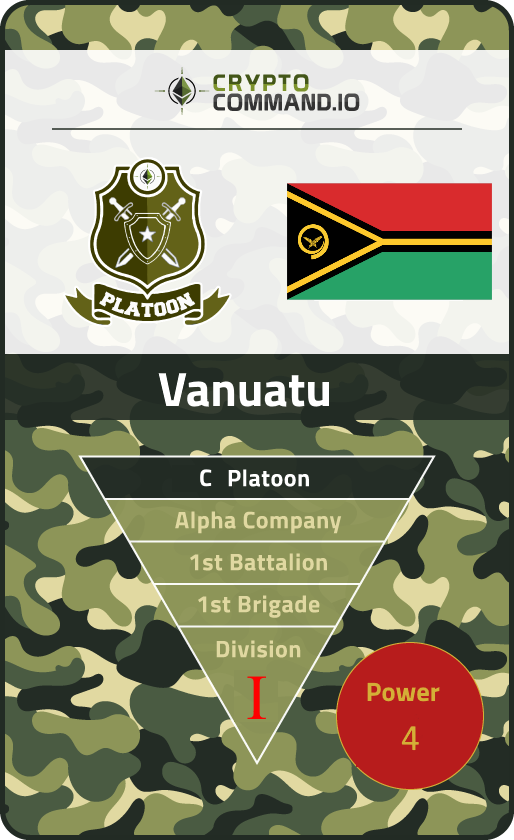 CRYPTO
COMMAND.IO
PLATOON
Vanuatu
C Platoon
Alpha Company
1st Battalion
1st Brigade
Division
I
Power
4